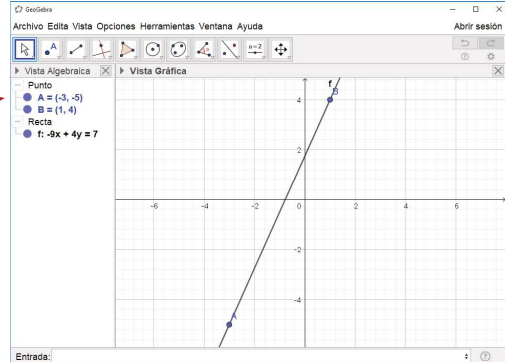 GeoGebra
Archivo Edita Vista Opciones Herramientas Ventana Ayuda Abrir sesión
A a=2
Vista Algebraica Vista Gráfica
Punto
A = (-3, -5)
B = (1, 4)
Recta
f: -9x + 4y = 7
f
B
4
2
-6 -4 -2 0 2 4 6
-2
-4
A
Entrada: